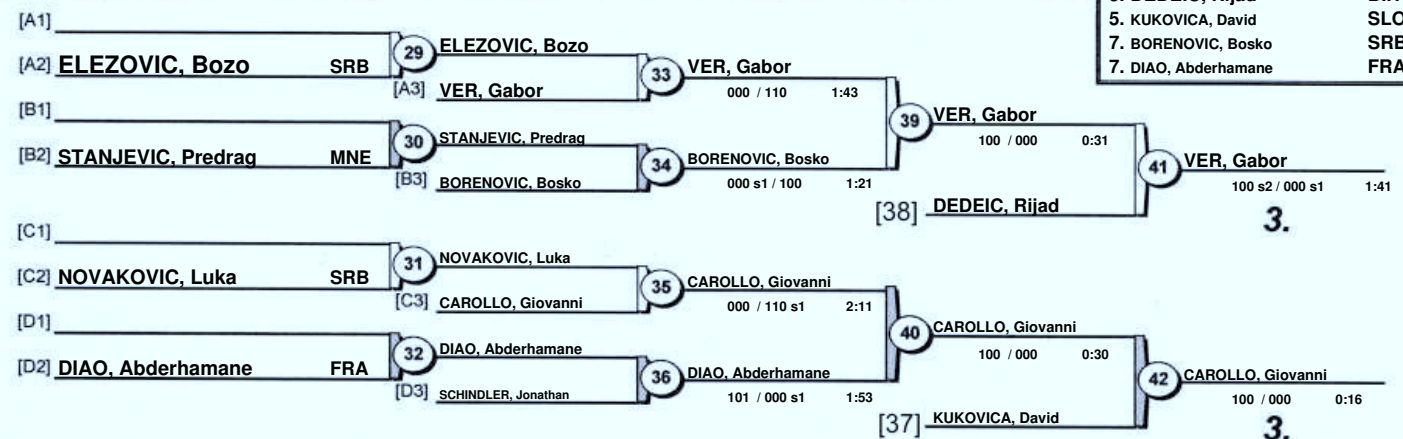 5. KUKOVICA, David SLO
7. BORENOVIC, Bosko SRB
7. DIAO, Abderhamane FRA
[A1]
[A2] ELEZOVIC, Bozo SRB
29
ELEZOVIC, Bozo
[A3] VER, Gabor
33
VER, Gabor
000 / 110 1:43
[B1]
[B2] STANJEVIC, Predrag MNE
30
STANJEVIC, Predrag
[B3] BORENOVIC, Bosko
34
BORENOVIC, Bosko
000 s1 / 100 1:21
39
VER, Gabor
100 / 000 0:31
[38] DEDEIC, Rijad
41
VER, Gabor
100 s2 / 000 s1 1:41
3.
[C1]
[C2] NOVAKOVIC, Luka SRB
31
NOVAKOVIC, Luka
[C3] CAROLLO, Giovanni
35
CAROLLO, Giovanni
000 / 110 s1 2:11
[D1]
[D2] DIAO, Abderhamane FRA
32
DIAO, Abderhamane
[D3] SCHINDLER, Jonathan
36
DIAO, Abderhamane
101 / 000 s1 1:53
40
CAROLLO, Giovanni
100 / 000 0:30
[37] KUKOVICA, David
42
CAROLLO, Giovanni
100 / 000 0:16
3.